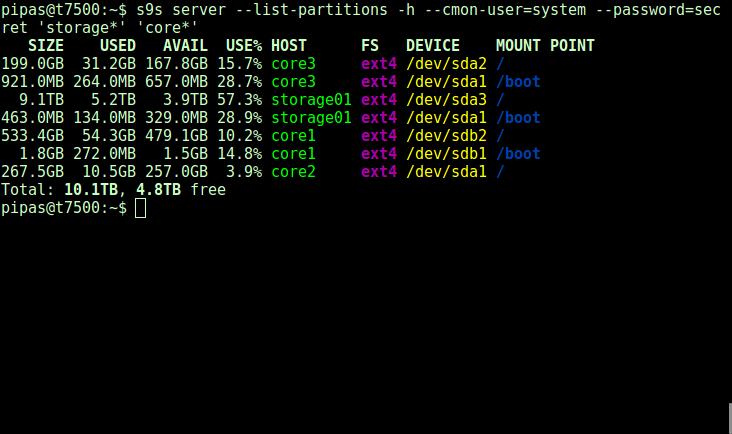 pipas@t7500:~$ s9s server --list-partitions -h --cmon-user=system --password=sec
ret 'storage*' 'core*'
   SIZE    USED   AVAIL  USE% HOST      FS   DEVICE    MOUNT POINT
199.0GB  31.2GB 167.8GB 15.7% core3     ext4 /dev/sda2 /
921.0MB 264.0MB 657.0MB 28.7% core3     ext4 /dev/sda1 /boot
  9.1TB   5.2TB   3.9TB 57.3% storage01 ext4 /dev/sda3 /
463.0MB 134.0MB 329.0MB 28.9% storage01 ext4 /dev/sda1 /boot
533.4GB  54.3GB 479.1GB 10.2% core1     ext4 /dev/sdb2 /
  1.8GB 272.0MB   1.5GB 14.8% core1     ext4 /dev/sdb1 /boot
267.5GB  10.5GB 257.0GB  3.9% core2     ext4 /dev/sda1 /
Total: 10.1TB, 4.8TB free
pipas@t7500:~$